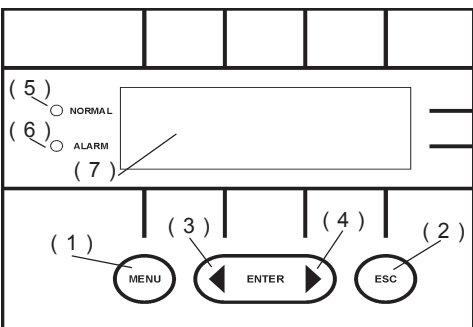 ( 5 )
NORMAL
( 6 )
ALARM
( 7 )
( 1 )
( 3 )
( 4 )
( 2 )
MENU
ENTER
ESC